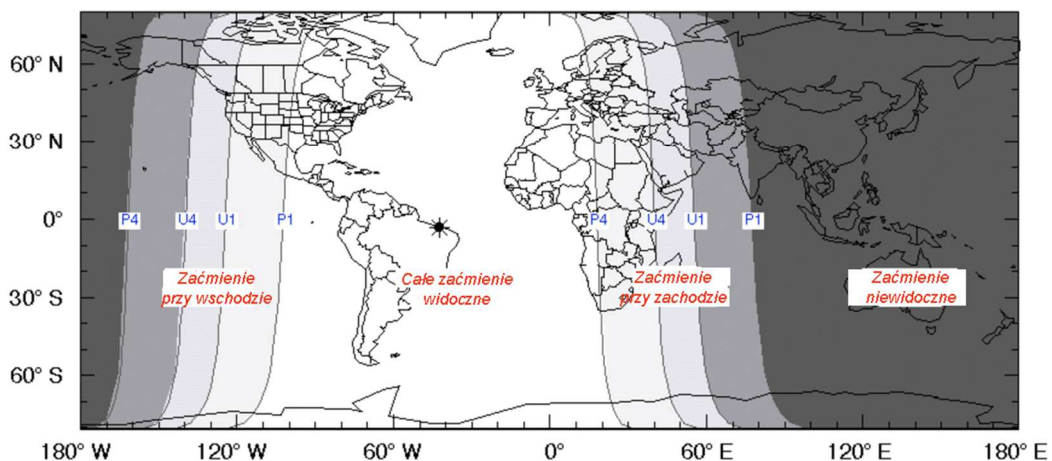 60° N
30° N
0°
30° S
60° S
P4 U4 U1 P1 P4 U4 U1 P1
Zaćmienie
przy wschodzie
Całe zaćmienie
widoczne
Zaćmienie
przy zachodzie
Zaćmienie
niewidoczne
180° W 120° W 60° W 0° 60° E 120° E 180° E